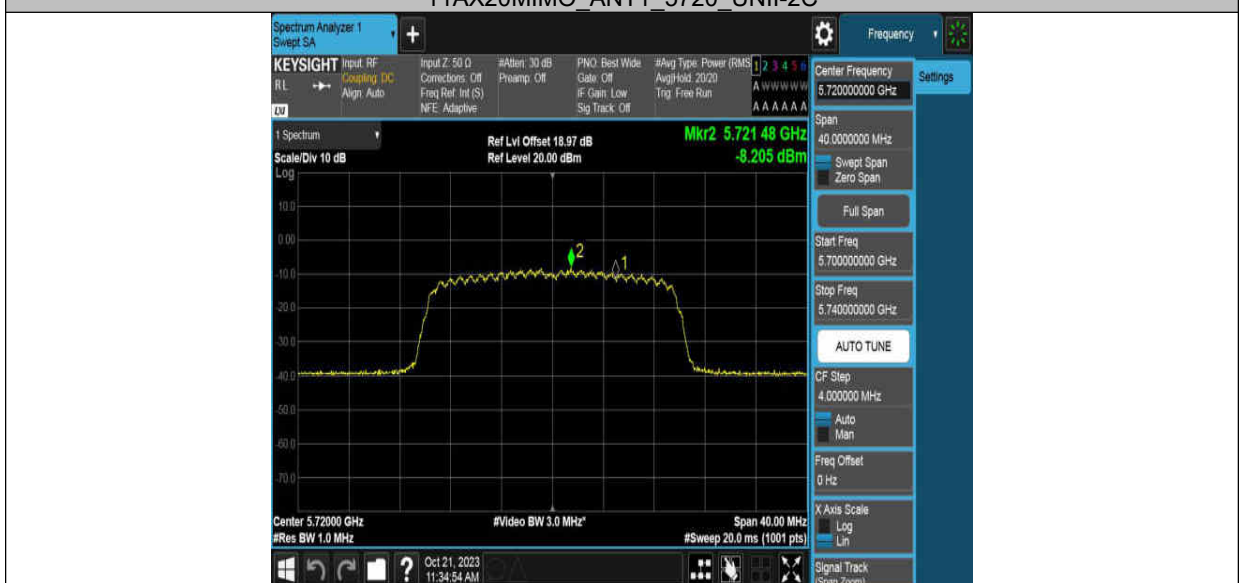 11AX20MIMO_ANT1_5720_UNII-2C
Spectrum Analyzer 1
Swept SA
Frequency
KEYSIGHT
RL
Input: RF
Coupling: DC
Align: Auto
Input Z: 50 Ω
Corrections: Off
Freq Ref: Int (S)
NFE: Adaptive
#Atten: 30 dB
Preamp: Off
PNO: Best Wide
Gate: Off
IF Gain: Low
Sig Track: Off
#Avg Type: Power (RMS
Avg|Hold: 20/20
Trig: Free Run
1 2 3 4 5 6
A W W W W W
A A A A A A
Center Frequency
5.720000000 GHz
Settings
Span
40.0000000 MHz
Swept Span
Zero Span
Full Span
Start Freq
5.700000000 GHz
Stop Freq
5.740000000 GHz
AUTO TUNE
CF Step
4.000000 MHz
Auto
Man
Freq Offset
0 Hz
X Axis Scale
Log
Lin
Signal Track
(Span Zoom)
1 Spectrum
Scale/Div 10 dB
Log
Ref Lvl Offset 18.97 dB
Ref Level 20.00 dBm
Mkr2 5.721 48 GHz
-8.205 dBm
10.0
0.00
-10.0
-20.0
-30.0
-40.0
-50.0
-60.0
-70.0
2
1
Center 5.72000 GHz
#Res BW 1.0 MHz
#Video BW 3.0 MHz*
Span 40.00 MHz
#Sweep 20.0 ms (1001 pts)
?
Oct 21, 2023
11:34:54 AM